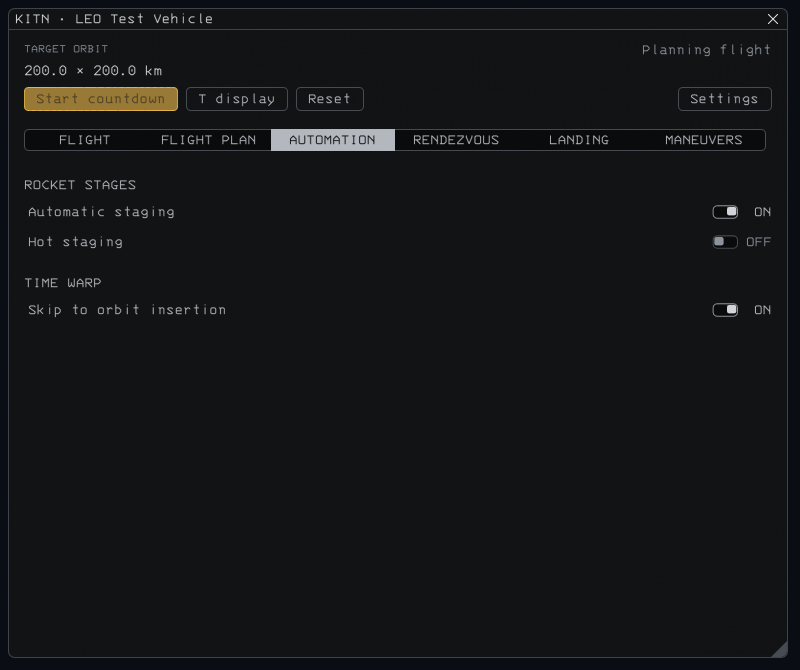 KITN · LEO Test Vehicle
TARGET ORBIT
Planning flight
200.0 × 200.0 km
Start countdown
T display
Reset
Settings
FLIGHT
FLIGHT PLAN
AUTOMATION
RENDEZVOUS
LANDING
MANEUVERS
ROCKET STAGES
Automatic staging ON
Hot staging OFF
TIME WARP
Skip to orbit insertion ON